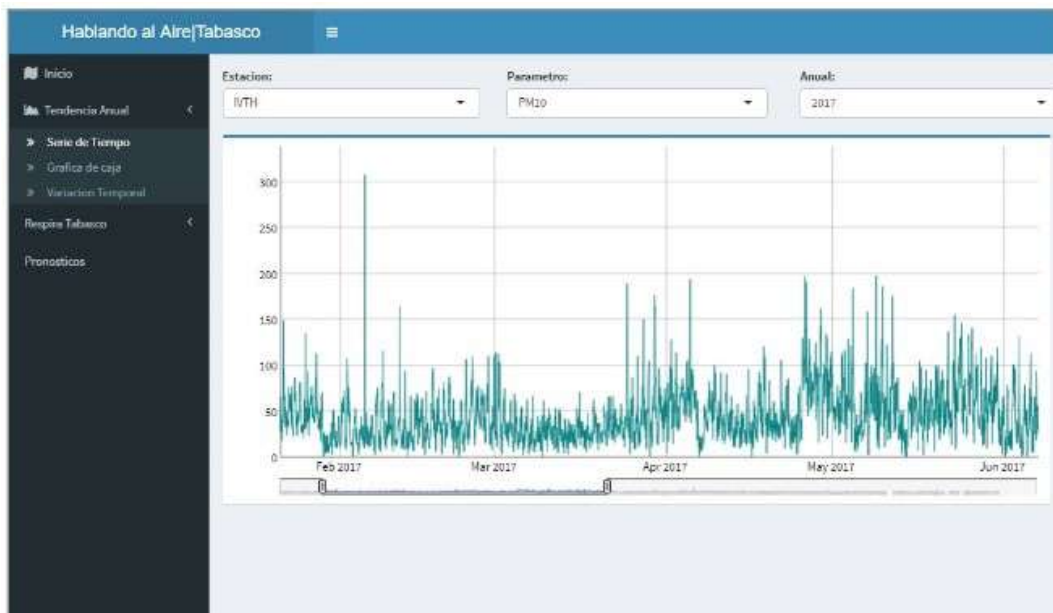 Hablando al Aire|Tabasco
Inicio
Tendencia Anual
Serie de Tiempo
Grafica de caja
Variacion Temporal
Respira Tabasco
Pronosticos
Estacion:
Parametro:
Anual:
IVTH
PM10
2017
300
250
200
150
100
50
0
Feb 2017
Mar 2017
Apr 2017
May 2017
Jun 2017